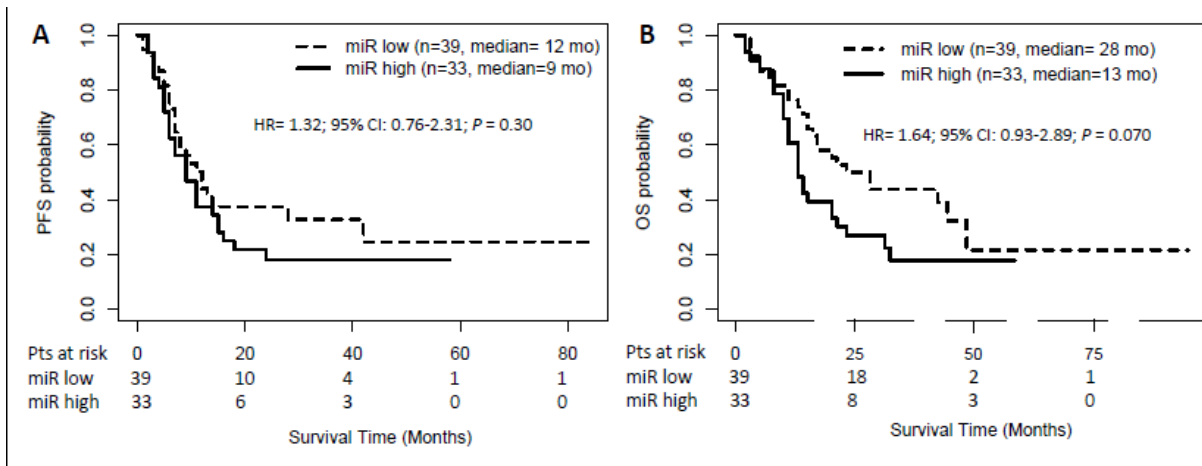 A
miR low (n=39, median= 12 mo)
miR high (n=33, median=9 mo)
HR= 1.32; 95% CI: 0.76-2.31; P = 0.30
PFS probability
1.0
0.8
0.6
0.4
0.2
0.0
Pts at risk 0 20 40 60 80
miR low 39 10 4 1 1
miR high 33 6 3 0 0
Survival Time (Months)
B
miR low (n=39, median= 28 mo)
miR high (n=33, median=13 mo)
HR= 1.64; 95% CI: 0.93-2.89; P = 0.070
OS probability
1.0
0.8
0.6
0.4
0.2
0.0
Pts at risk 0 25 50 75
miR low 39 18 2 1
miR high 33 8 3 0
Survival Time (Months)